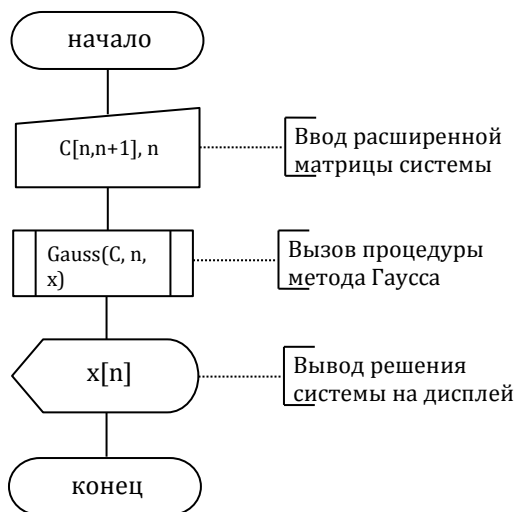 начало
C[n,n+1], n
Ввод расширенной
матрицы системы
Gauss(C, n,
x)
Вызов процедуры
метода Гаусса
x[n]
Вывод решения
системы на дисплей
конец